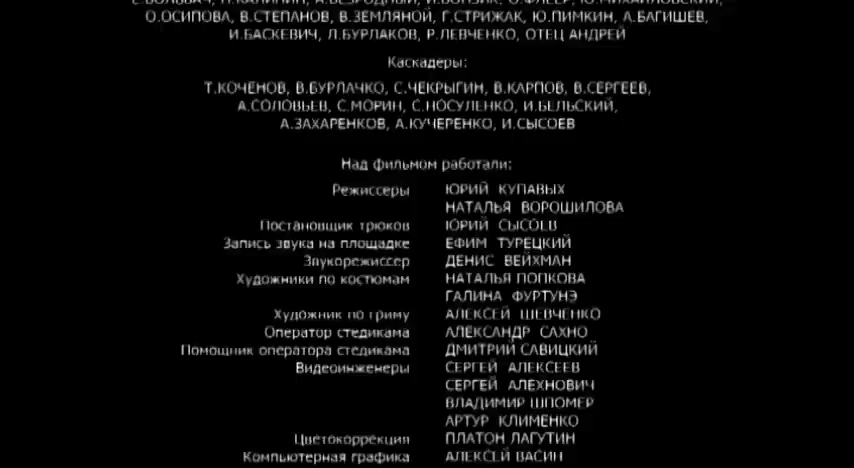 О.ОСИПОВА, В.СТЕПАНОВ, В.ЗЕМЛЯНОЙ, Г.СТРИЖАК, Ю.ПИМКИН, А.БАГИШЕВ,
И.БАСКЕВИЧ, Л.БУРЛАКОВ, Р.ЛЕВЧЕНКО, ОТЕЦ АНДРЕЙ
Каскадеры:
Т.КОЧЕНОВ, В.БУРЛАЧКО, С.ЧЕКРЫГИН, В.КАРПОВ, В.СЕРГЕЕВ,
А.СОЛОВЬЕВ, С.МОРИН, С.НОСУЛЕНКО, И.БЕЛЬСКИЙ,
А.ЗАХАРЕНКОВ, А.КУЧЕРЕНКО, И.СЫСОЕВ
Над фильмом работали:
Режиссеры ЮРИЙ КУПАВЫХ
НАТАЛЬЯ ВОРОШИЛОВА
Постановщик трюков ЮРИЙ СЫСОЕВ
Запись звука на площадке ЕФИМ ТУРЕЦКИЙ
Звукорежиссер ДЕНИС ВЕЙХМАН
Художники по костюмам НАТАЛЬЯ ПОПКОВА
ГАЛИНА ФУРТУНЭ
Художник по гриму АЛЕКСЕЙ ШЕВЧЕНКО
Оператор стедикама АЛЕКСАНДР САХНО
Помощник оператора стедикама ДМИТРИЙ САВИЦКИЙ
Видеоинженеры СЕРГЕЙ АЛЕКСЕЕВ
СЕРГЕЙ АЛЕХНОВИЧ
ВЛАДИМИР ШПОМЕР
АРТУР КЛИМЕНКО
Цветокоррекция ПЛАТОН ЛАГУТИН
Компьютерная графика АЛЕКСЕЙ ВАСИН